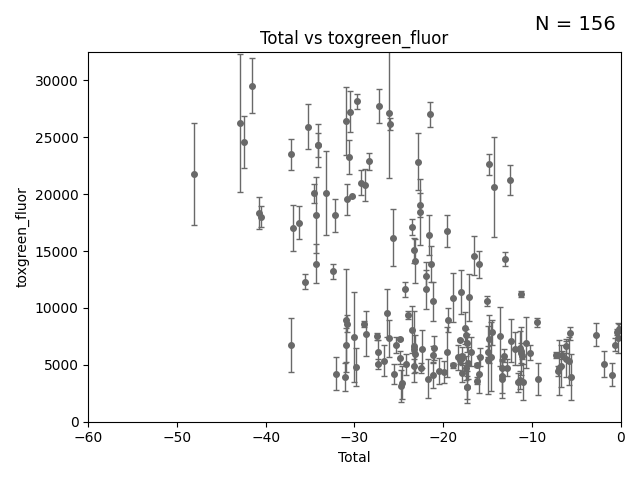 N = 156
Total vs toxgreen_fluor
30000
25000
20000
15000
10000
5000
0
toxgreen_fluor
−60 −50 −40 −30 −20 −10 0
Total